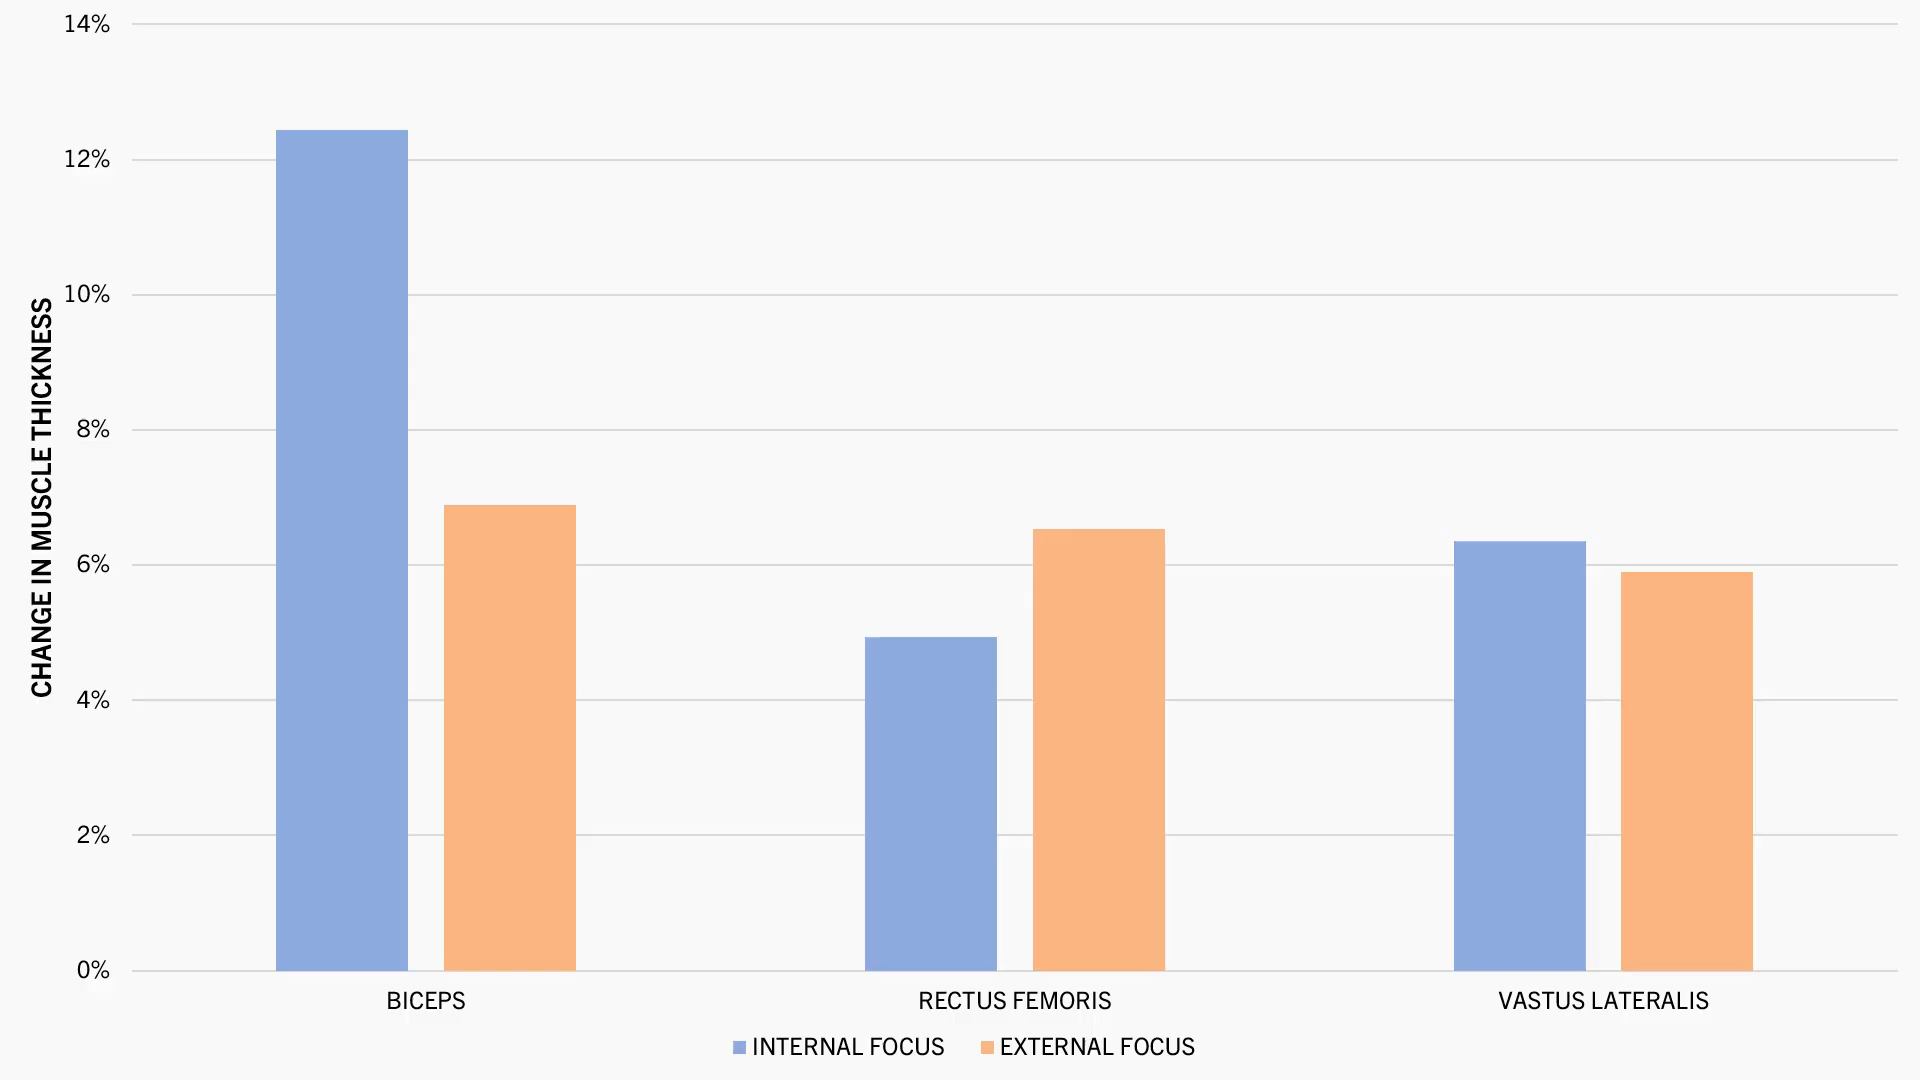 14%
12%
10%
8%
6%
4%
2%
0%
CHANGE IN MUSCLE THICKNESS
BICEPS
RECTUS FEMORIS
VASTUS LATERALIS
INTERNAL FOCUS
EXTERNAL FOCUS